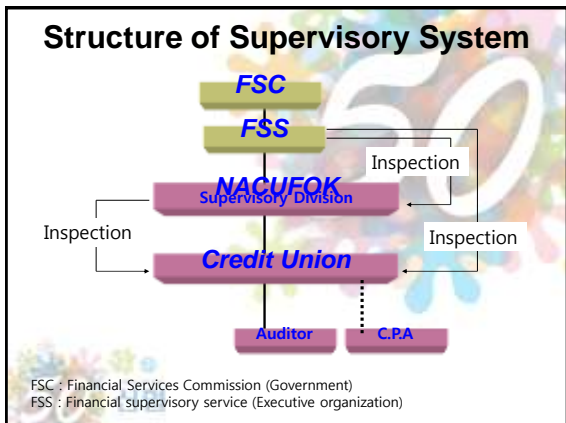 Structure of Supervisory System
FSC
FSS
Inspection
NACUFOK
Supervisory Division
Inspection
Inspection
Credit Union
Auditor
C.P.A
FSC : Financial Services Commission (Government)
FSS : Financial supervisory service (Executive organization)
50